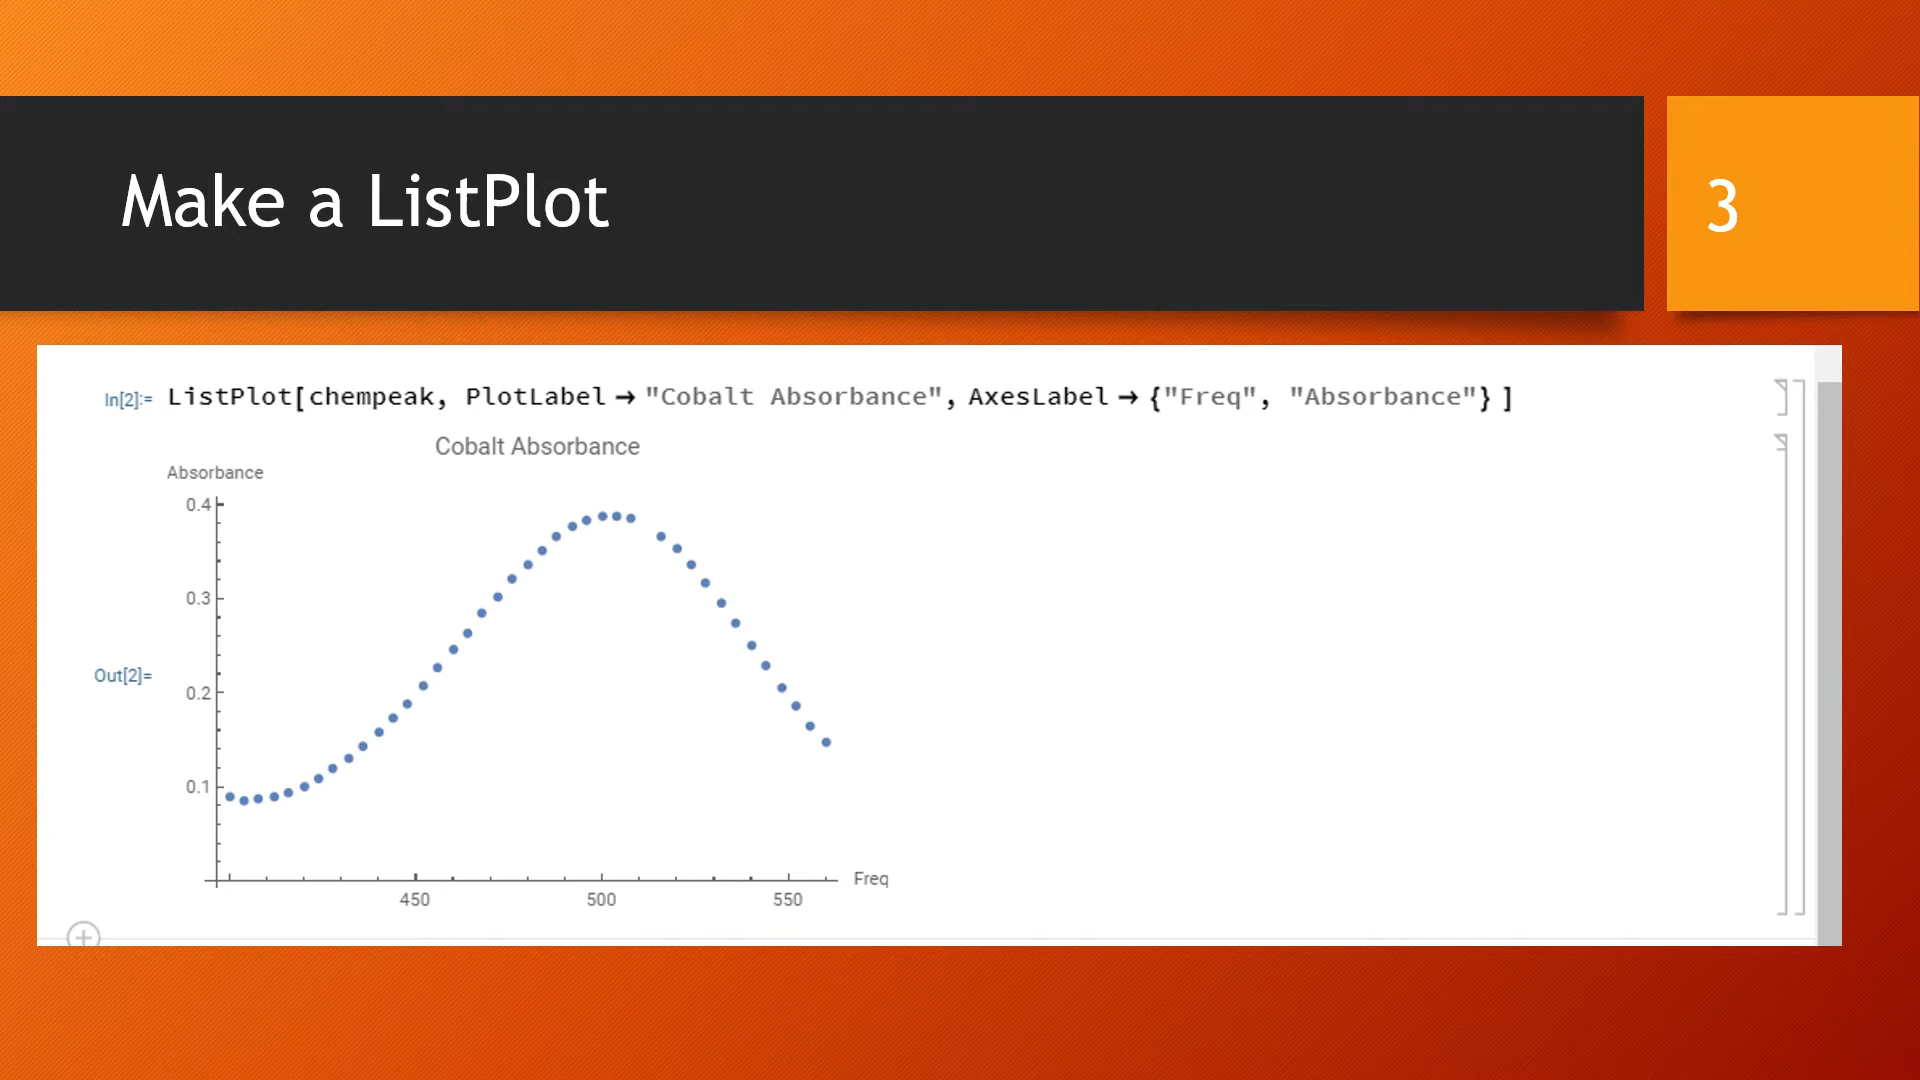 Make a ListPlot
3
In[2]:= ListPlot[chempeak, PlotLabel → "Cobalt Absorbance", AxesLabel → {"Freq", "Absorbance"} ]
Cobalt Absorbance
Absorbance
0.4
0.3
Out[2]=
0.2
0.1
Freq
450 500 550